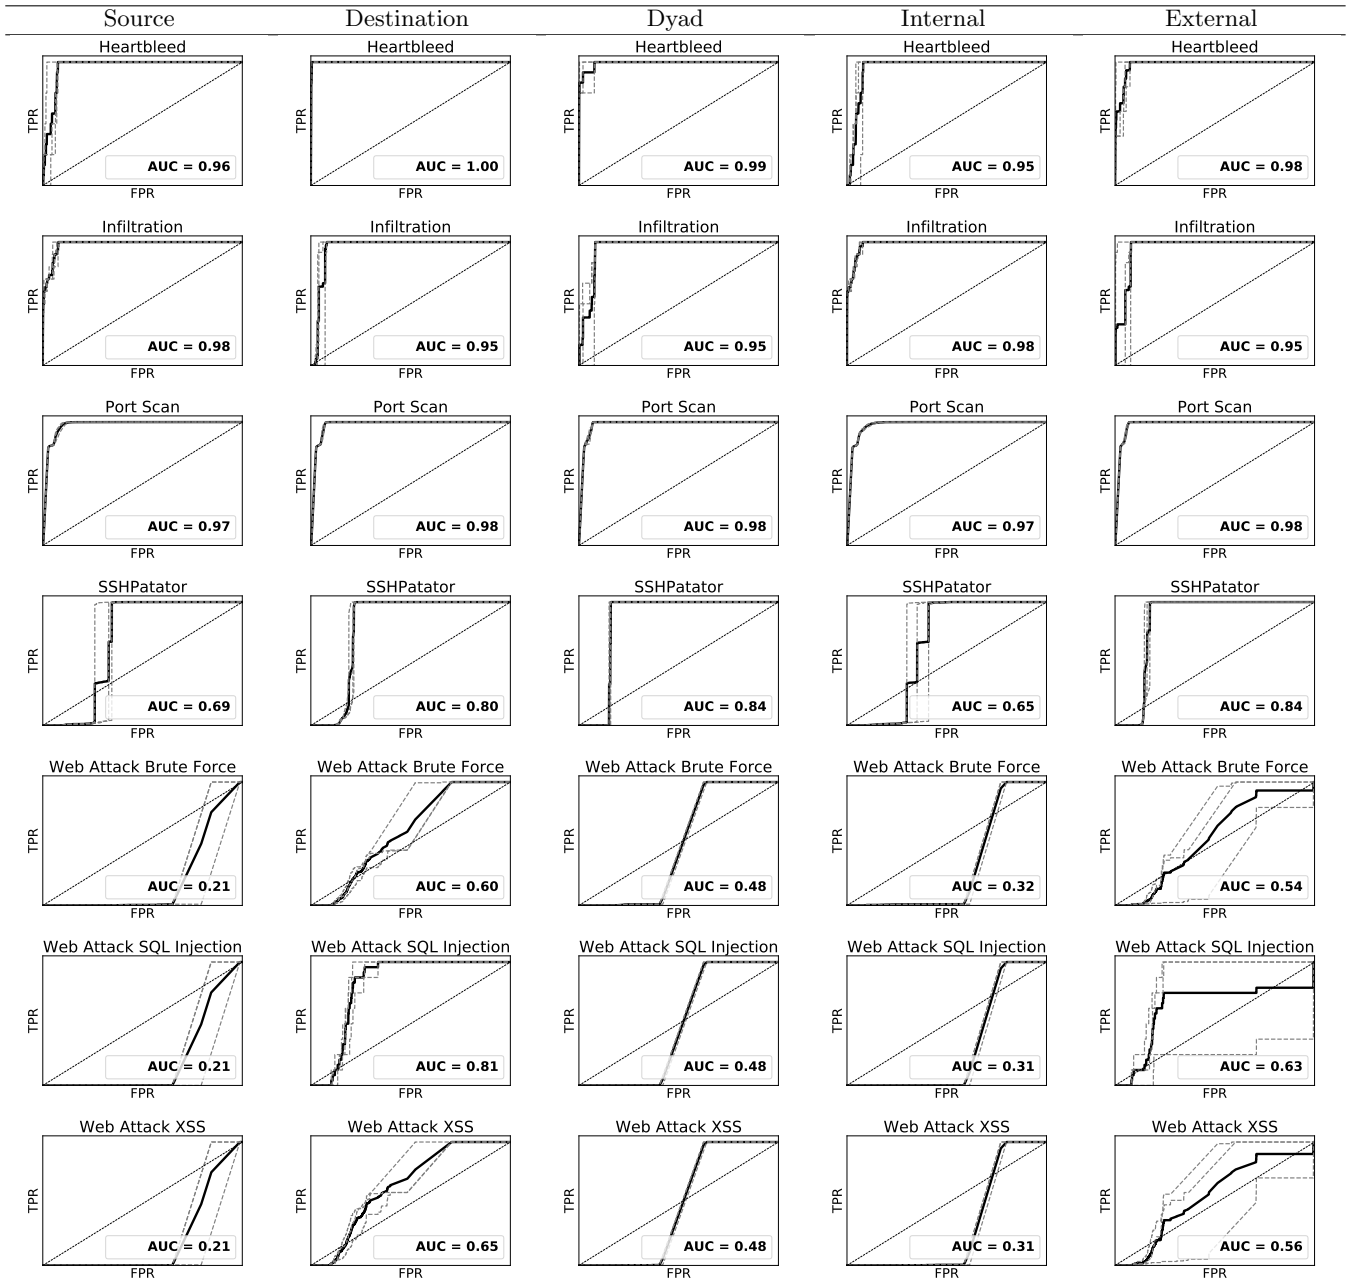 Source Destination Dyad Internal External
Heartbleed Heartbleed Heartbleed Heartbleed Heartbleed
TPR TPR TPR TPR TPR
AUC = 0.96 AUC = 1.00 AUC = 0.99 AUC = 0.95 AUC = 0.98
FPR FPR FPR FPR FPR
Infiltration Infiltration Infiltration Infiltration Infiltration
TPR TPR TPR TPR TPR
AUC = 0.98 AUC = 0.95 AUC = 0.95 AUC = 0.98 AUC = 0.95
FPR FPR FPR FPR FPR
Port Scan Port Scan Port Scan Port Scan Port Scan
TPR TPR TPR TPR TPR
AUC = 0.97 AUC = 0.98 AUC = 0.98 AUC = 0.97 AUC = 0.98
FPR FPR FPR FPR FPR
SSHPatator SSHPatator SSHPatator SSHPatator SSHPatator
TPR TPR TPR TPR TPR
AUC = 0.69 AUC = 0.80 AUC = 0.84 AUC = 0.65 AUC = 0.84
FPR FPR FPR FPR FPR
Web Attack Brute Force Web Attack Brute Force Web Attack Brute Force Web Attack Brute Force Web Attack Brute Force
TPR TPR TPR TPR TPR
AUC = 0.21 AUC = 0.60 AUC = 0.48 AUC = 0.32 AUC = 0.54
FPR FPR FPR FPR FPR
Web Attack SQL Injection Web Attack SQL Injection Web Attack SQL Injection Web Attack SQL Injection Web Attack SQL Injection
TPR TPR TPR TPR TPR
AUC = 0.21 AUC = 0.81 AUC = 0.48 AUC = 0.31 AUC = 0.63
FPR FPR FPR FPR FPR
Web Attack XSS Web Attack XSS Web Attack XSS Web Attack XSS Web Attack XSS
TPR TPR TPR TPR TPR
AUC = 0.21 AUC = 0.65 AUC = 0.48 AUC = 0.31 AUC = 0.56
FPR FPR FPR FPR FPR